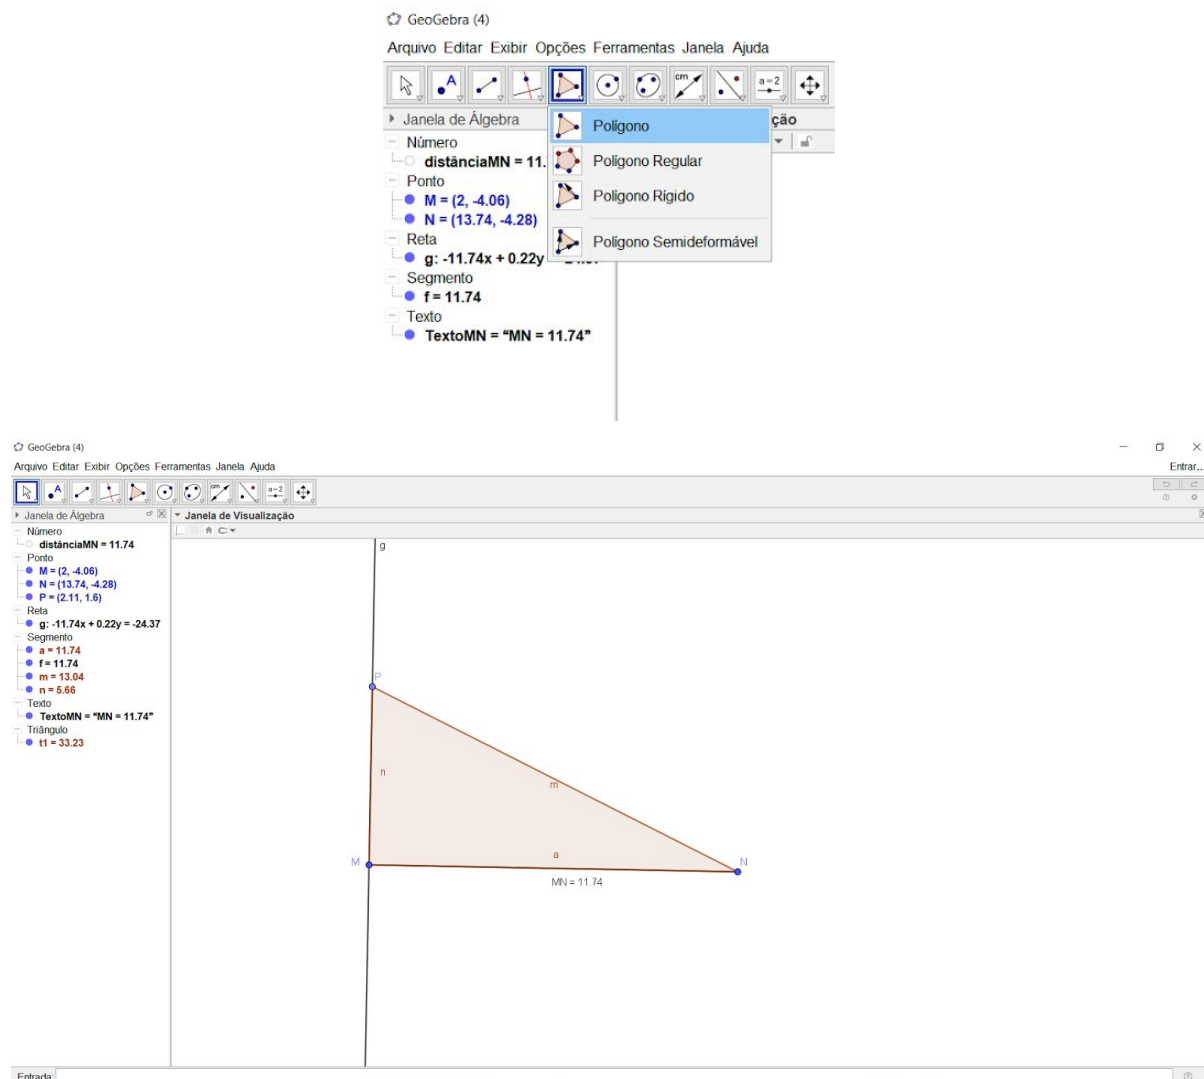 GeoGebra (4)
Arquivo Editar Exibir Opções Ferramentas Janela Ajuda
A
cm
a=2
Janela de Álgebra
ção
Número
distânciaMN = 11.
Ponto
M = (2, -4.06)
N = (13.74, -4.28)
Reta
g: -11.74x + 0.22y
Segmento
f = 11.74
Texto
TextoMN = “MN = 11.74”
Polígono
Polígono Regular
Polígono Rígido
Polígono Semideformável
GeoGebra (4)
Arquivo Editar Exibir Opções Ferramentas Janela Ajuda
Entrar...
A
cm
a=2
Janela de Álgebra
Janela de Visualização
Número
distânciaMN = 11.74
Ponto
M = (2, -4.06)
N = (13.74, -4.28)
P = (2.11, 1.6)
Reta
g: -11.74x + 0.22y = -24.37
Segmento
a = 11.74
f = 11.74
m = 13.04
n = 5.66
Texto
TextoMN = “MN = 11.74”
Triângulo
t1 = 33.23
g
P
n
m
a
M
N
MN = 11.74
Entrada: